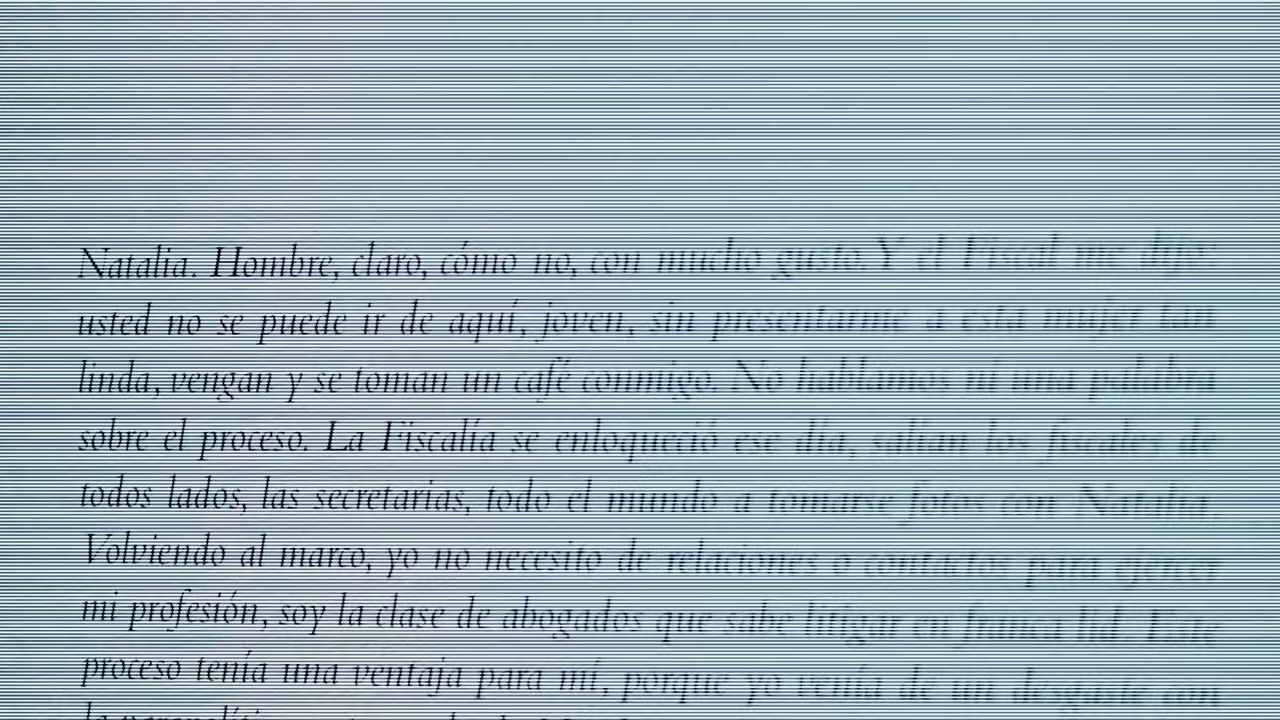 Natalia. Hombre, claro, cómo no, con mucho gusto. Y el Fiscal me dijo:
usted no se puede ir de aquí, joven, sin presentarme a esta mujer tan
linda, vengan y se toman un café conmigo. No hablamos ni una palabra
sobre el proceso. La Fiscalía se enloqueció ese día, salían los fiscales de
todos lados, las secretarias, todo el mundo a tomarse fotos con Natalia.
Volviendo al marco, yo no necesito de relaciones o contactos para ejercer
mi profesión, soy la clase de abogados que sabe litigar en franca lid. Este
proceso tenía una ventaja para mí, porque yo venía de un desgaste con